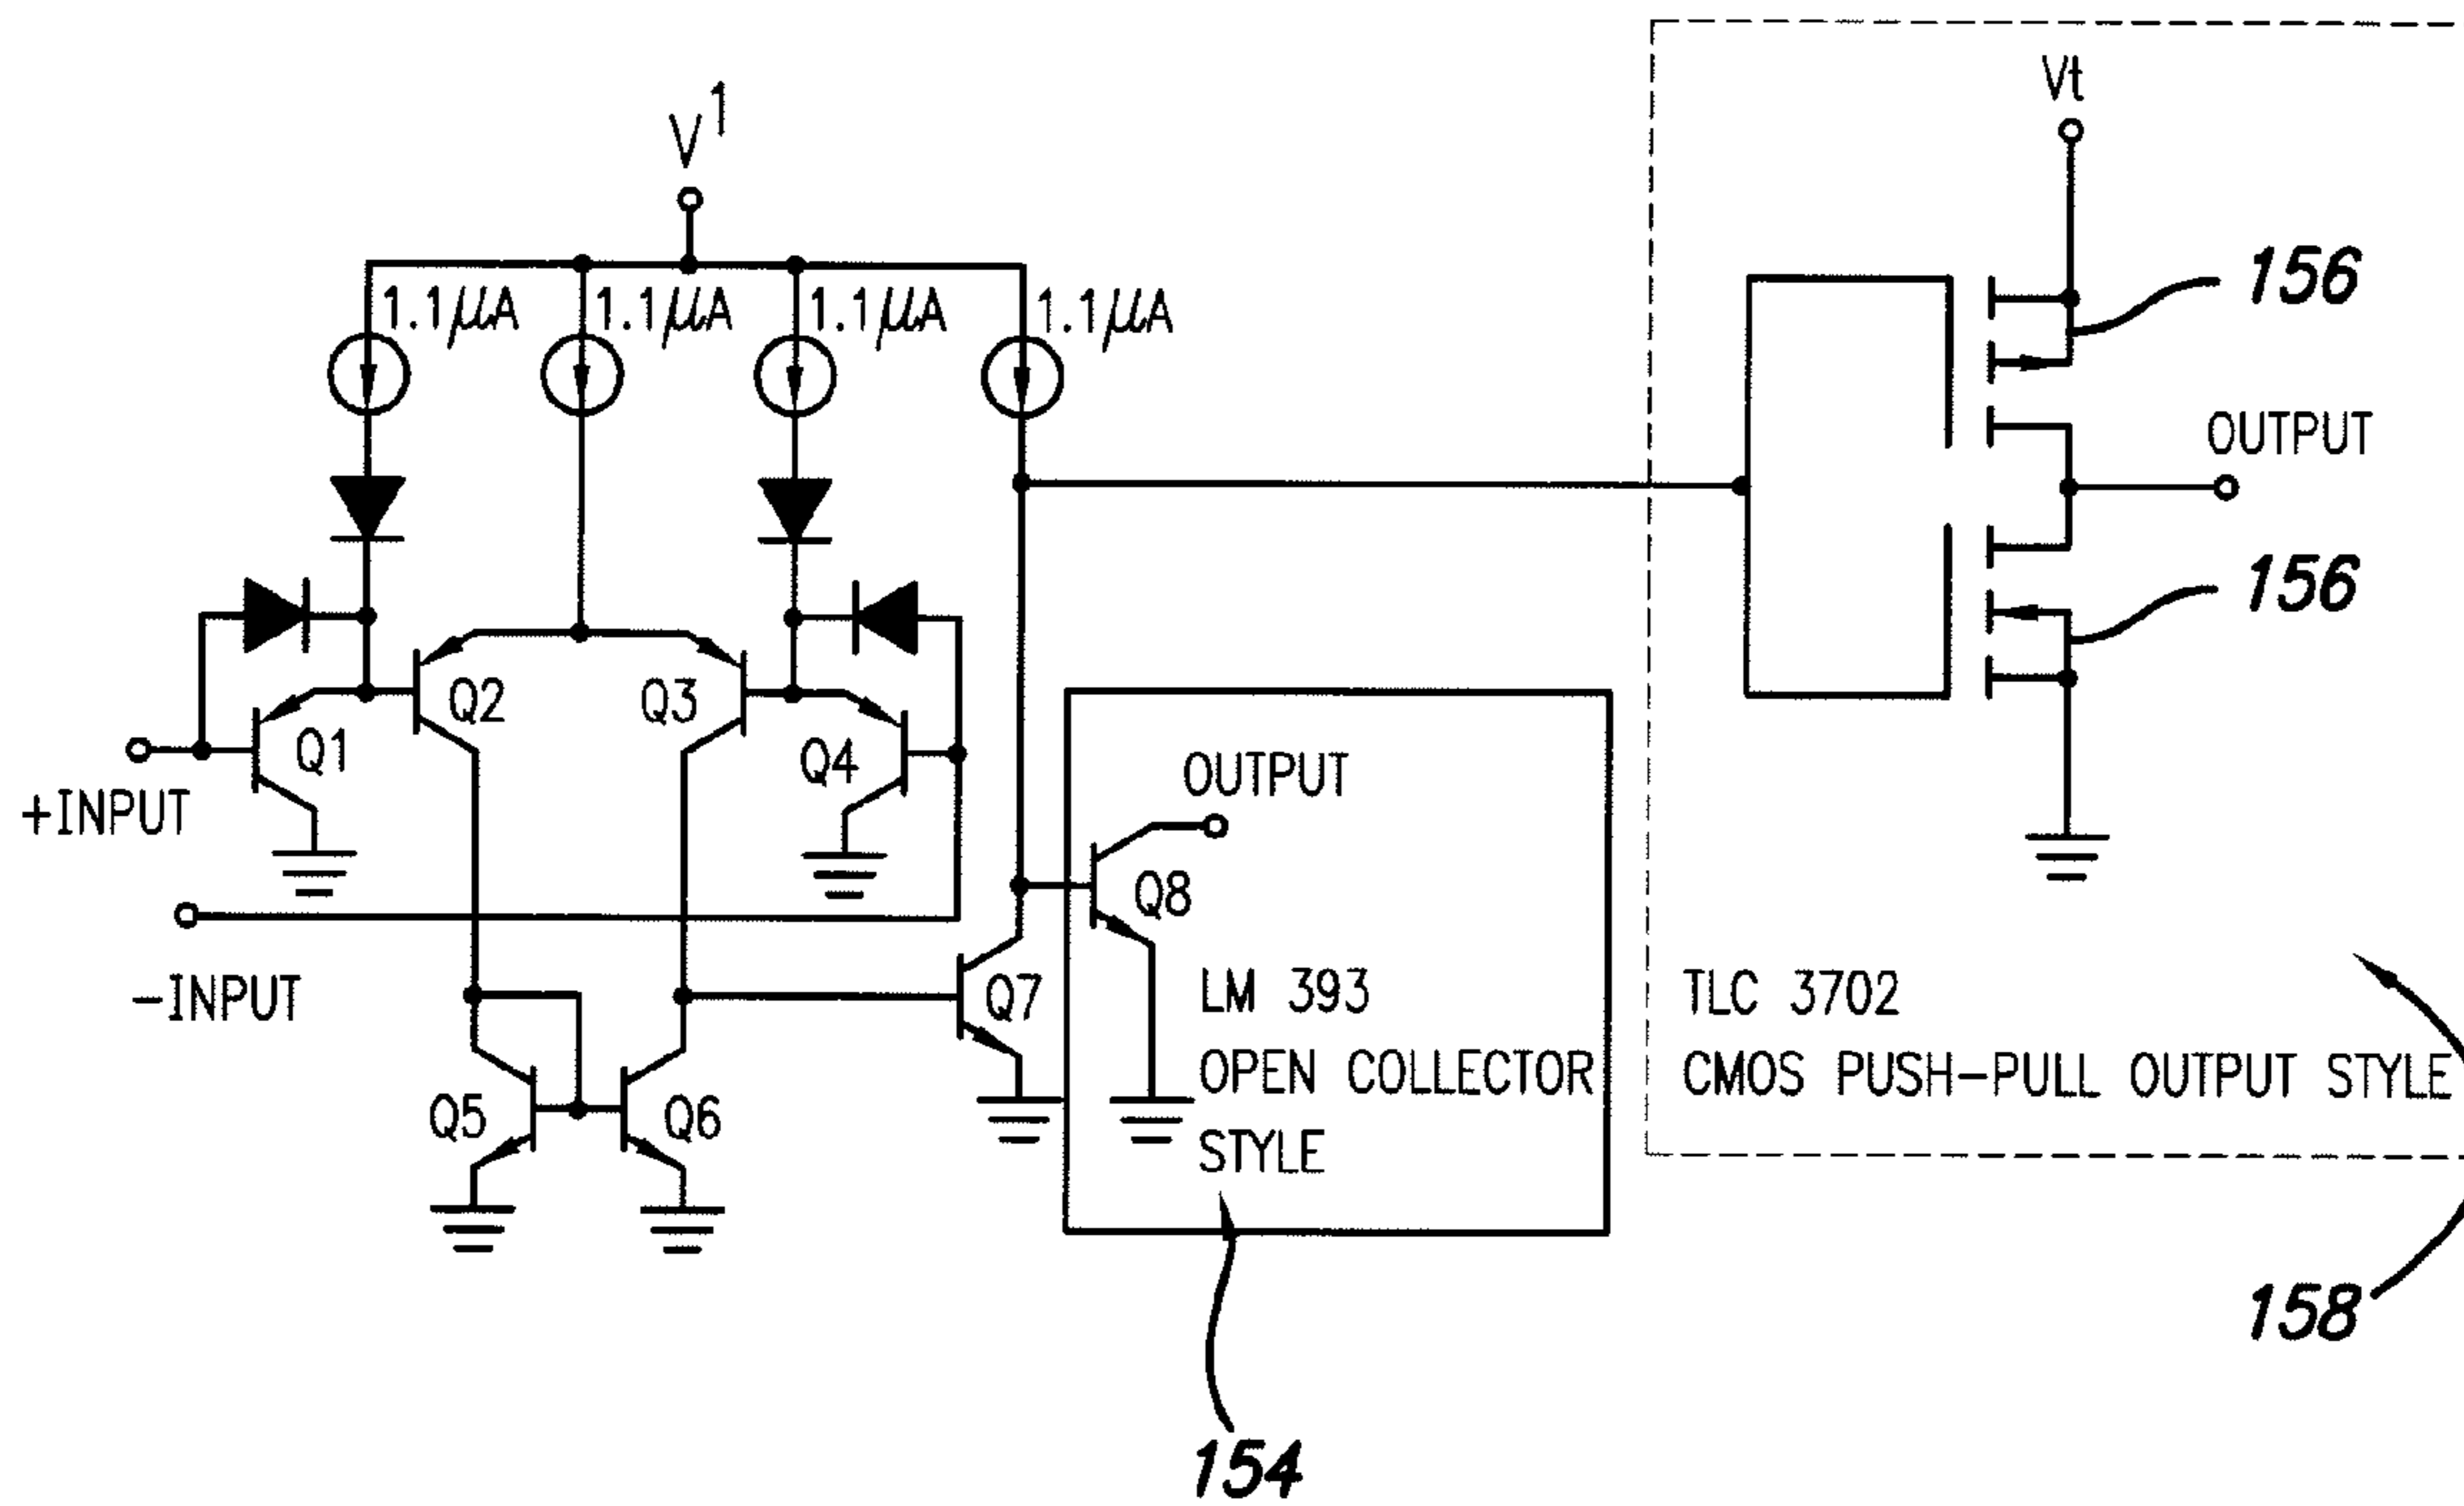 V1
Vt
1.1μA 1.1μA 1.1μA 1.1μA
156
OUTPUT
156
Q2 Q3
Q1 Q4
+INPUT
OUTPUT
Q8
-INPUT
Q7
LM 393
OPEN COLLECTOR
STYLE
TLC 3702
CMOS PUSH-PULL OUTPUT STYLE
Q5 Q6
158
154